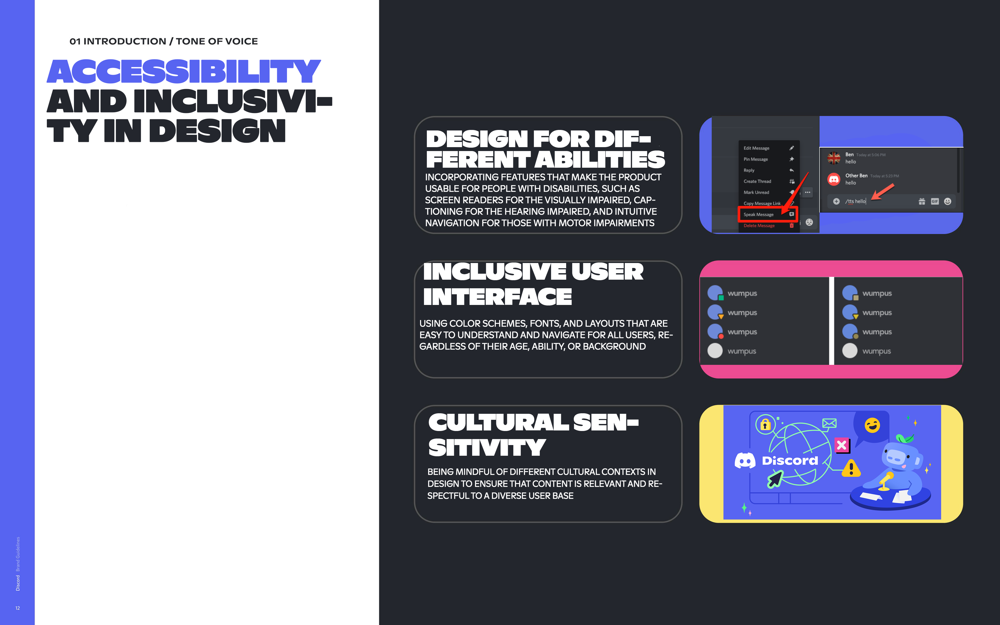 01 INTRODUCTION / TONE OF VOICE
ACCESSIBILITY
AND INCLUSIVI-
TY IN DESIGN
DESIGN FOR DIF-
FERENT ABILITIES
INCORPORATING FEATURES THAT MAKE THE PRODUCT
USABLE FOR PEOPLE WITH DISABILITIES, SUCH AS
SCREEN READERS FOR THE VISUALLY IMPAIRED, CAP-
TIONING FOR THE HEARING IMPAIRED, AND INTUITIVE
NAVIGATION FOR THOSE WITH MOTOR IMPAIRMENTS
Edit Message
Pin Message
Reply
Create Thread
Mark Unread
Copy Message Link
Speak Message
Delete Message
Ben Today at 5:06 PM
hello
Other Ben Today at 5:23 PM
hello
/tts hello
GIF
INCLUSIVE USER
INTERFACE
USING COLOR SCHEMES, FONTS, AND LAYOUTS THAT ARE
EASY TO UNDERSTAND AND NAVIGATE FOR ALL USERS, RE-
GARDLESS OF THEIR AGE, ABILITY, OR BACKGROUND
wumpus
wumpus
wumpus
wumpus
wumpus
wumpus
wumpus
wumpus
CULTURAL SEN-
SITIVITY
BEING MINDFUL OF DIFFERENT CULTURAL CONTEXTS IN
DESIGN TO ENSURE THAT CONTENT IS RELEVANT AND RE-
SPECTFUL TO A DIVERSE USER BASE
Discord
Discord Brand Guidelines
12